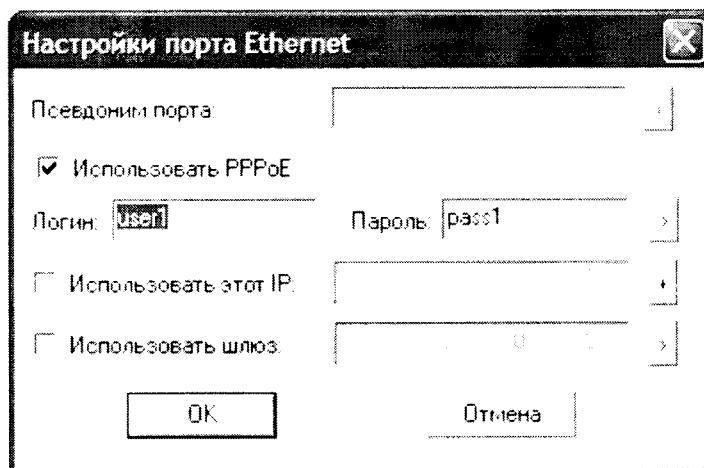 Настройки порта Ethernet
Псевдоним порта:
Использовать PPPoE
Логин: user1 Пароль: pass1
Использовать этот IP:
Использовать шлюз:
OK Отмена